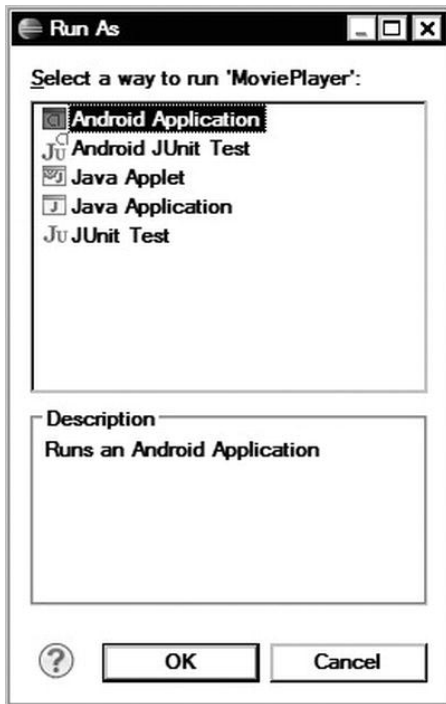 Run As
Select a way to run 'MoviePlayer':
Android Application
Android JUnit Test
Java Applet
Java Application
JUnit Test
Description
Runs an Android Application
OK
Cancel